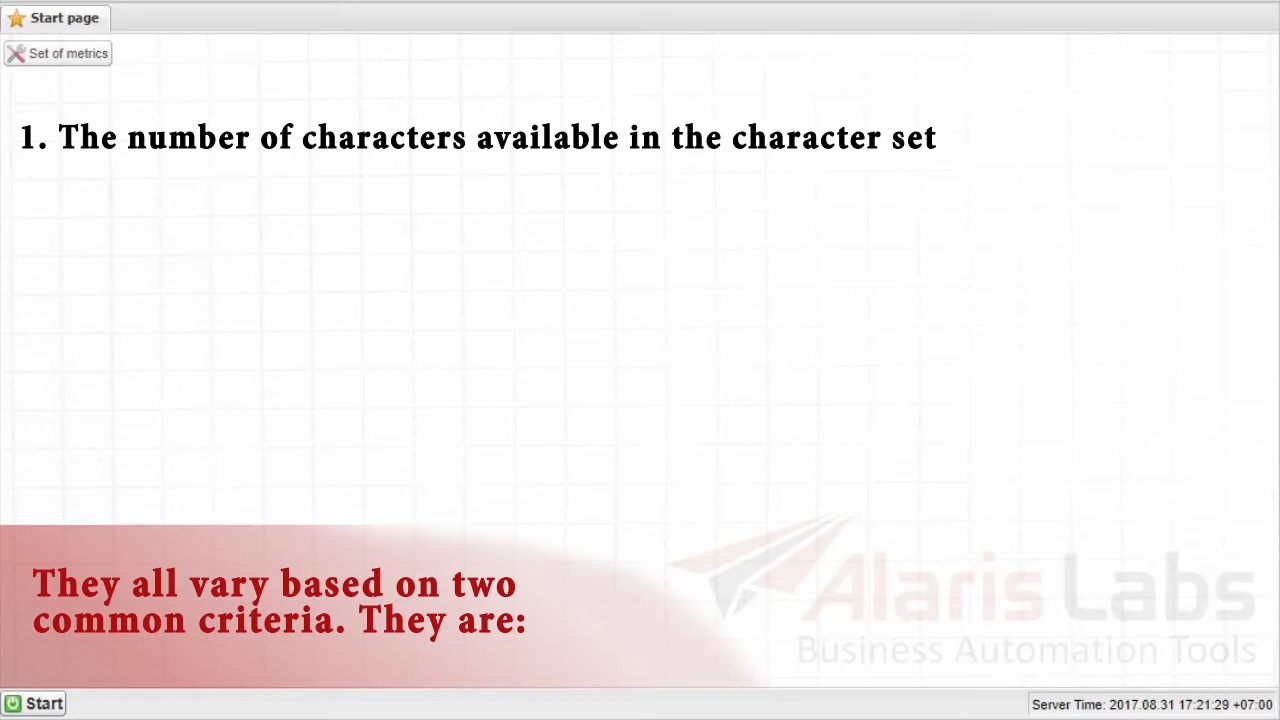 Start page
Set of metrics
1. The number of characters available in the character set
They all vary based on two
common criteria. They are:
Alaris Labs
Business Automation Tools
Start
Server Time: 2017.08.31 17:21:29 +07:00